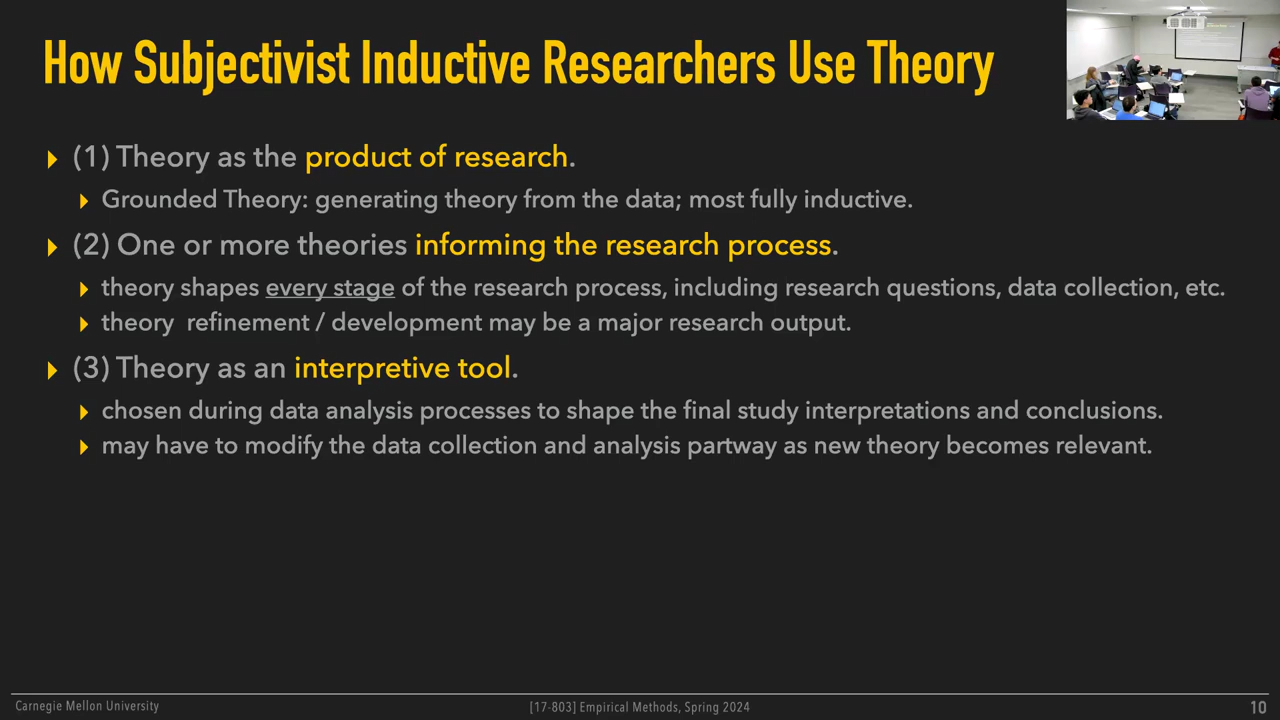 How Subjectivist Inductive Researchers Use Theory
(1) Theory as the product of research.
Grounded Theory: generating theory from the data; most fully inductive.
(2) One or more theories informing the research process.
theory shapes every stage of the research process, including research questions, data collection, etc.
theory refinement / development may be a major research output.
(3) Theory as an interpretive tool.
chosen during data analysis processes to shape the final study interpretations and conclusions.
may have to modify the data collection and analysis partway as new theory becomes relevant.
Carnegie Mellon University
[17-803] Empirical Methods, Spring 2024
10